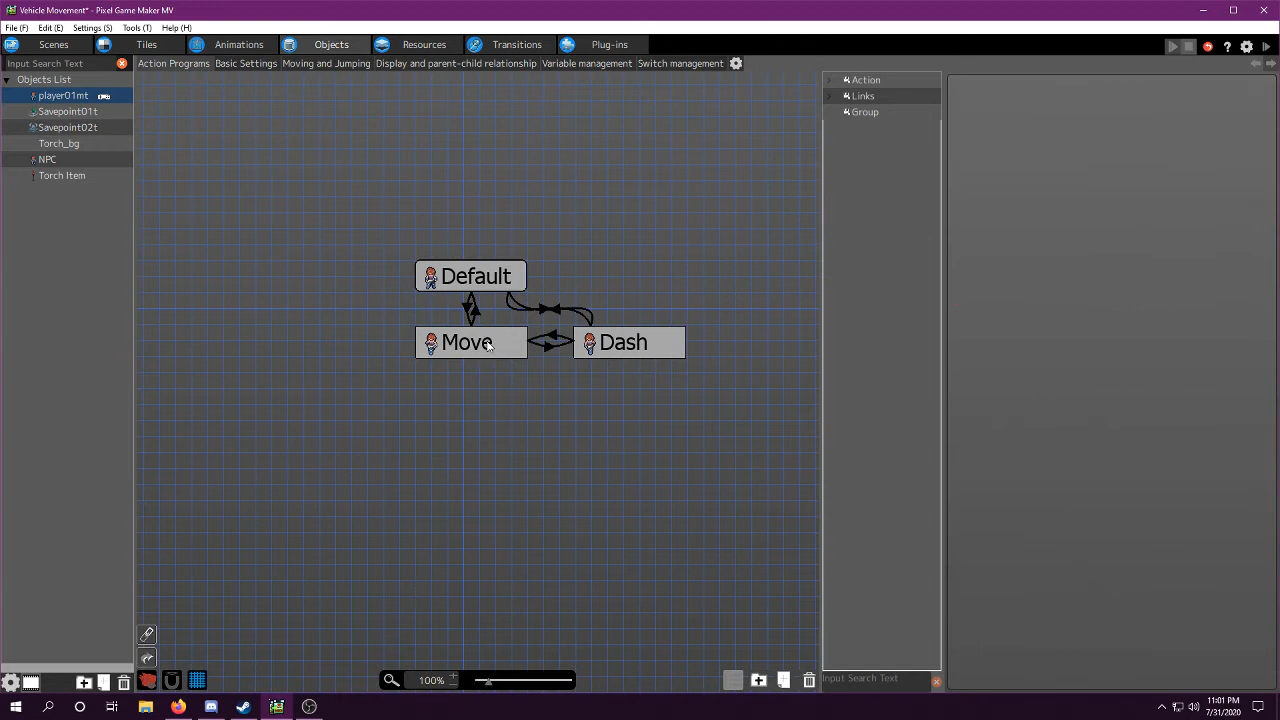 Vehicle Movement* - Pixel Game Maker MV
File (F) Edit (E) Settings (S) Tools (T) Help (H)
Scenes Tiles Animations Objects Resources Transitions Plug-ins
Input Search Text Action Programs Basic Settings Moving and Jumping Display and parent-child relationship Variable management Switch management
Objects List Action
player01mt Links
Savepoint01t Group
Savepoint02t
Torch_bg
NPC
Torch Item
Default
Move Dash
100% Input Search Text
11:01 PM
7/31/2020